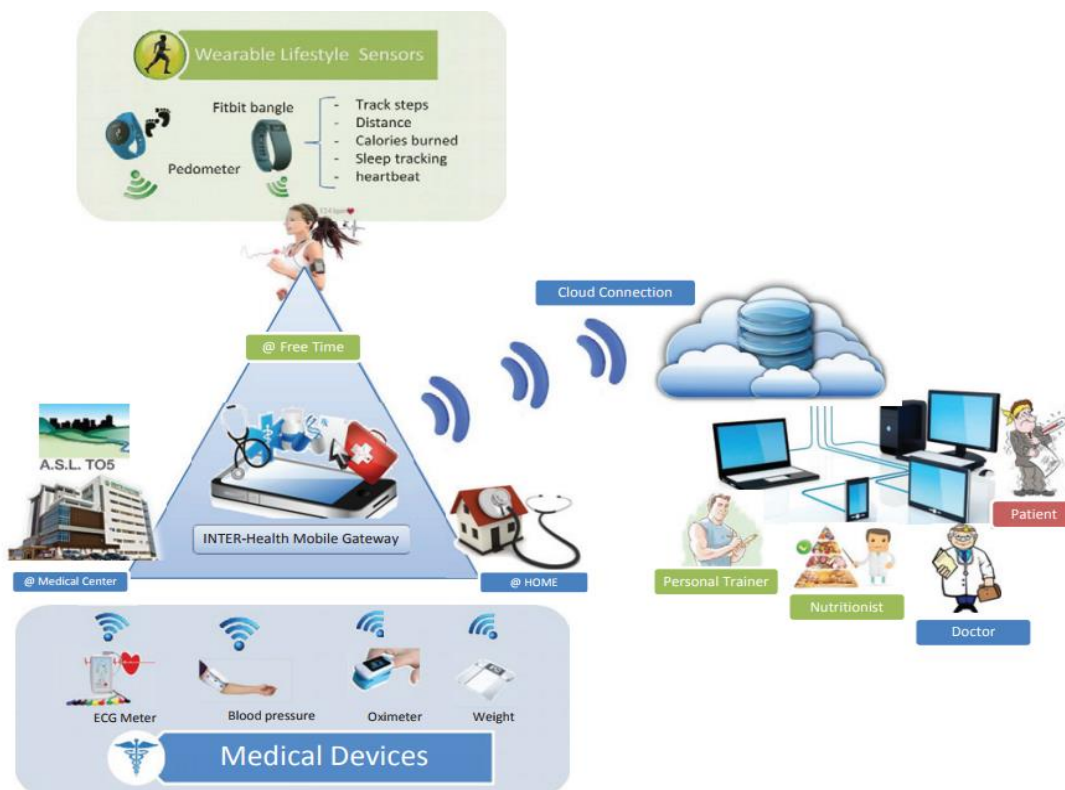 Wearable Lifestyle Sensors
Fitbit bangle
Pedometer
- Track steps
- Distance
- Calories burned
- Sleep tracking
- heartbeat
Cloud Connection
@ Free Time
A.S.L. TO5
INTER-Health Mobile Gateway
@ Medical Center
@ HOME
Patient
Personal Trainer
Nutritionist
Doctor
ECG Meter
Blood pressure
Oximeter
Weight
Medical Devices